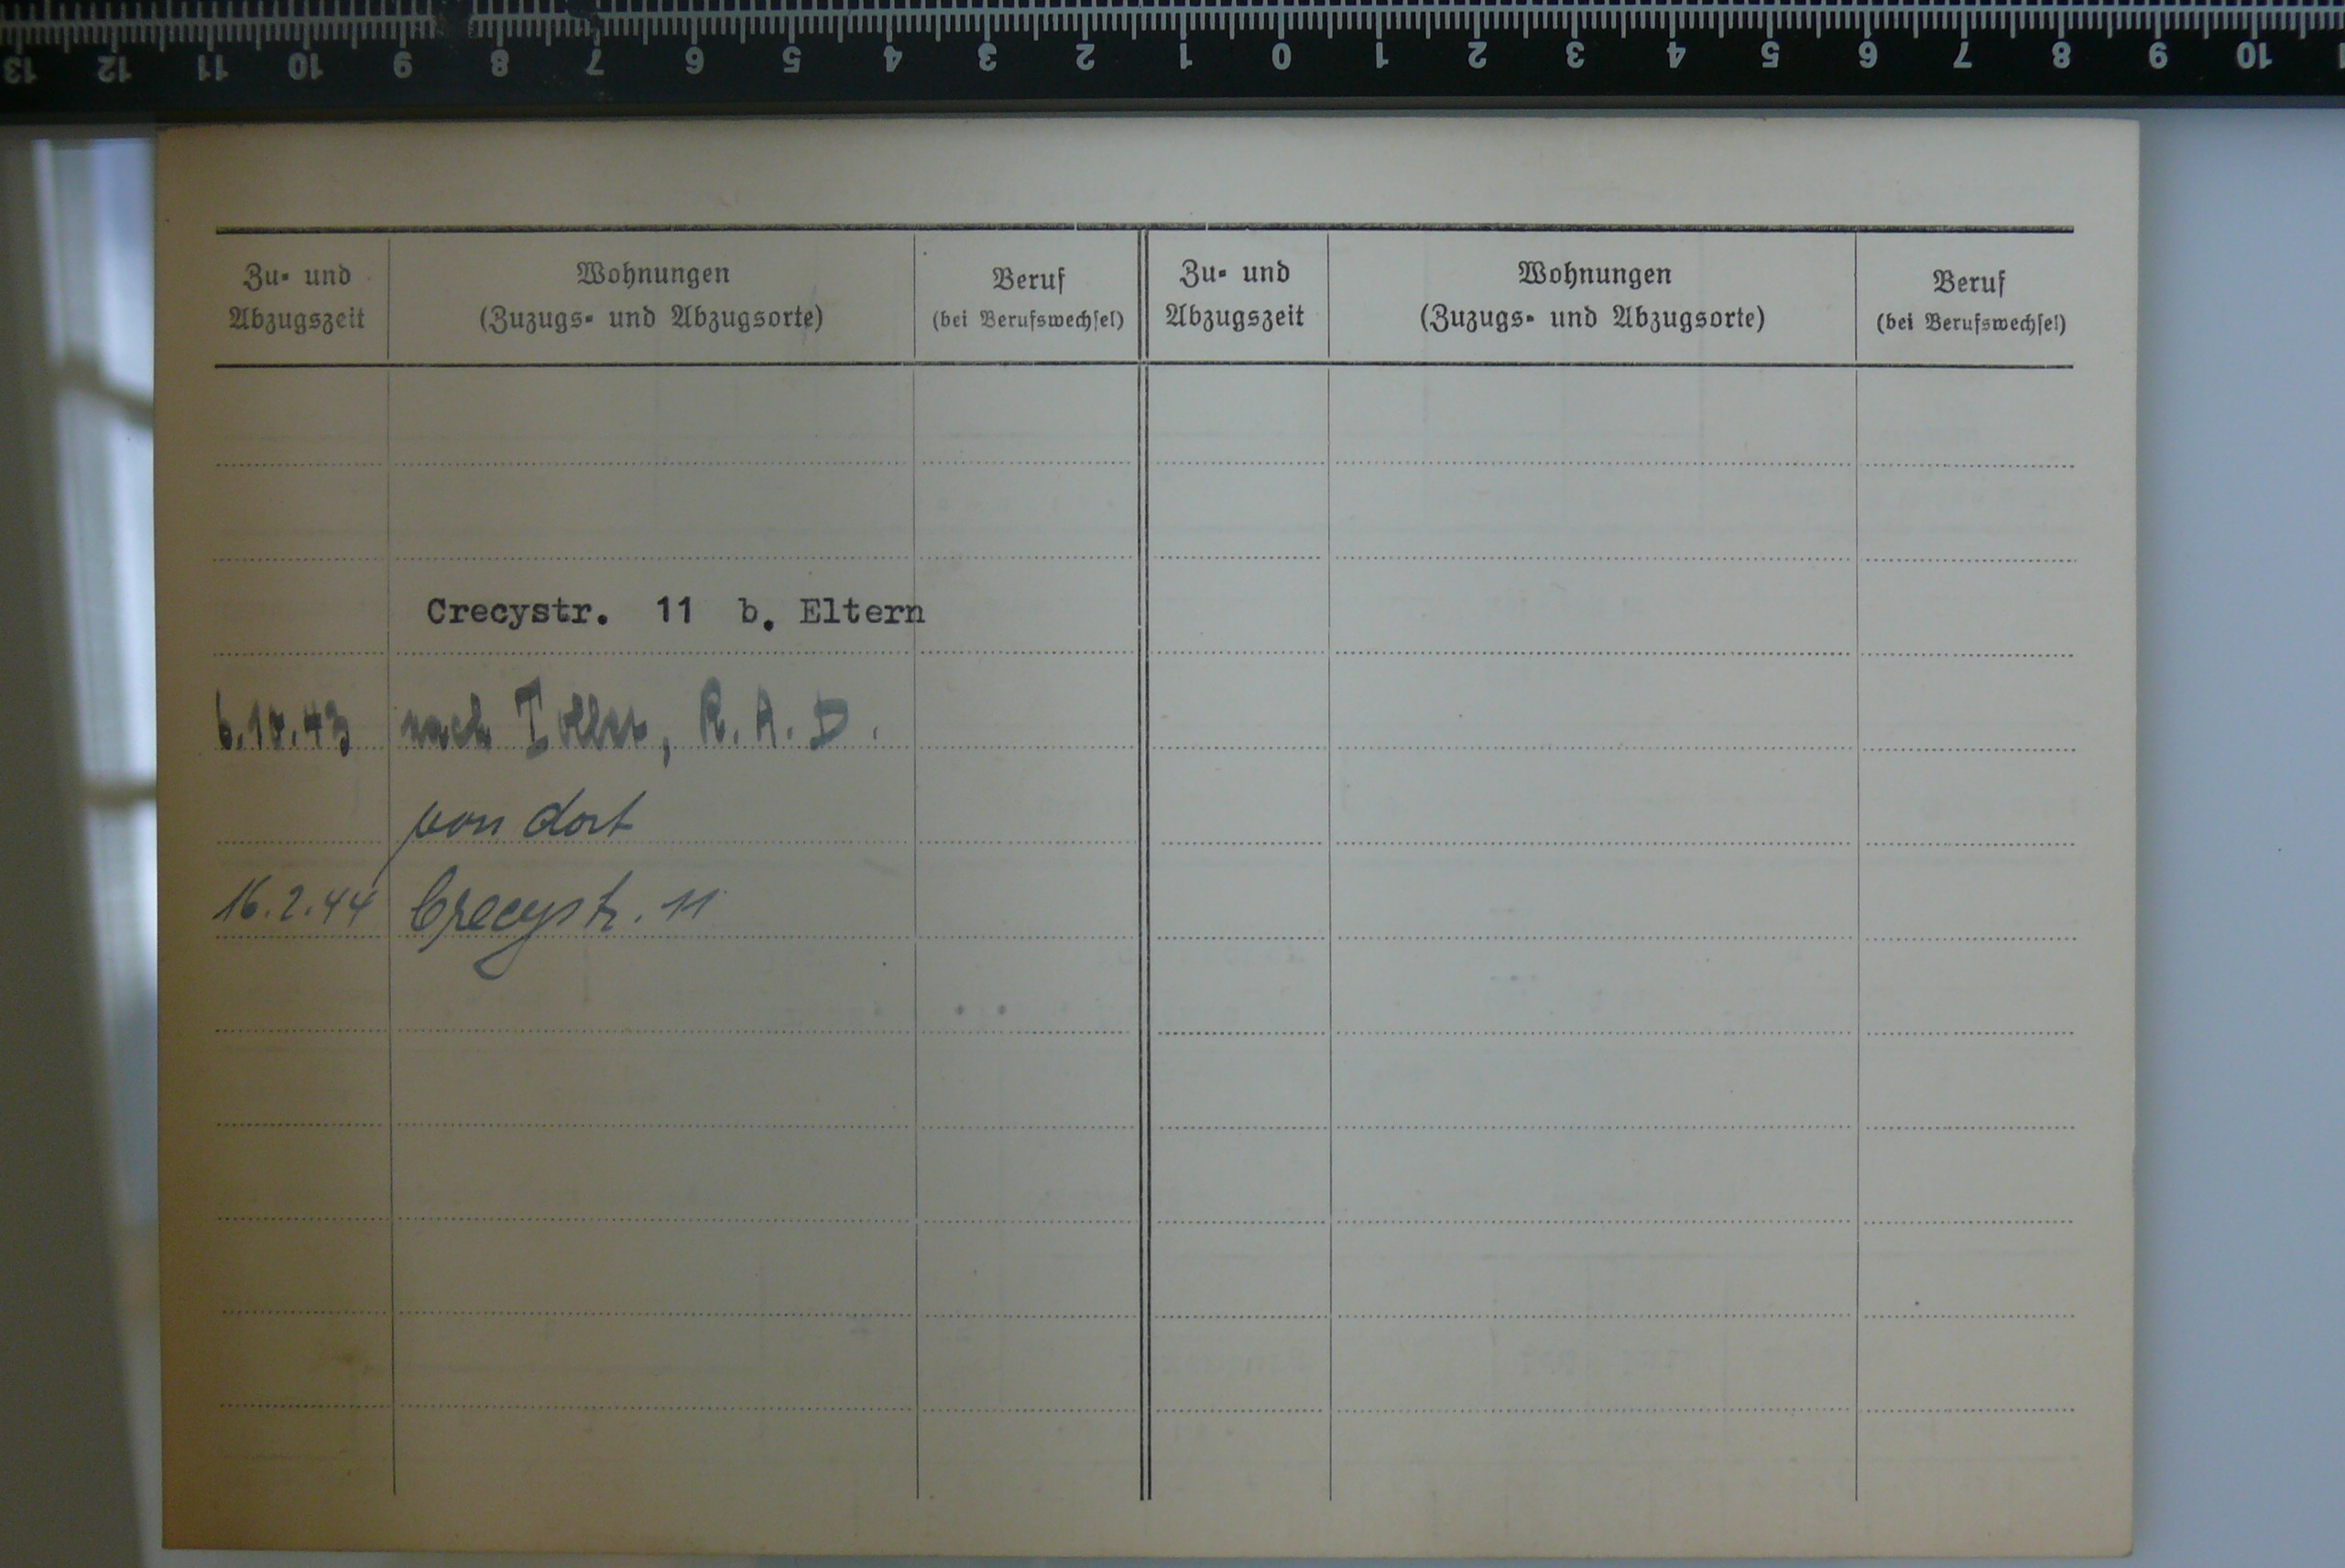 13 12 11 10 9 8 7 6 5 4 3 2 1 0 1 2 3 4 5 6 7 8 9 10
Zu- und Abzugszeit
Wohnungen (Zuzugs- und Abzugsorte)
Beruf (bei Berufswechsel)
Zu- und Abzugszeit
Wohnungen (Zuzugs- und Abzugsorte)
Beruf (bei Berufswechsel)
Crecystr. 11 b. Eltern
6.10.43 nach , R. A. D.
von dort
16.2.44 Crecystr. 11